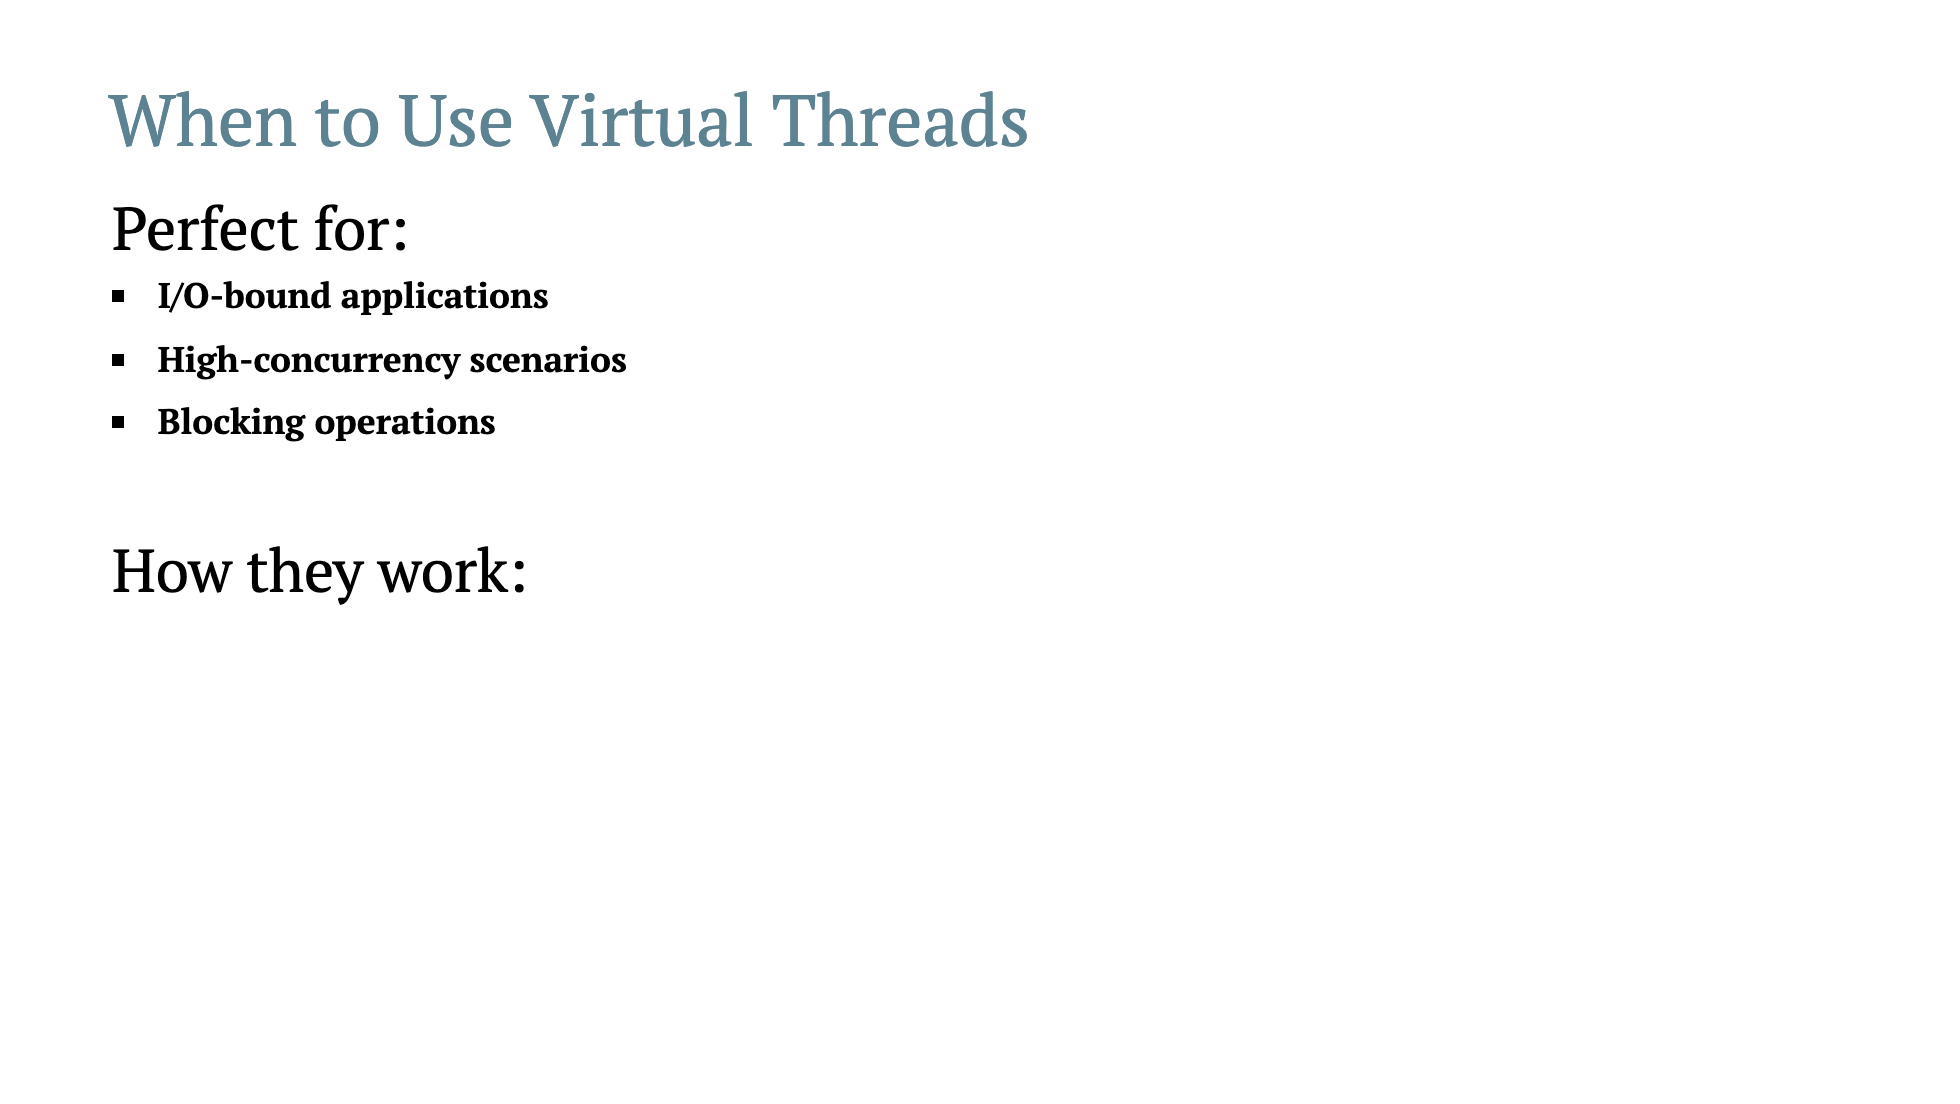 When to Use Virtual Threads
Perfect for:
▪ I/O-bound applications
▪ High-concurrency scenarios
▪ Blocking operations
How they work: